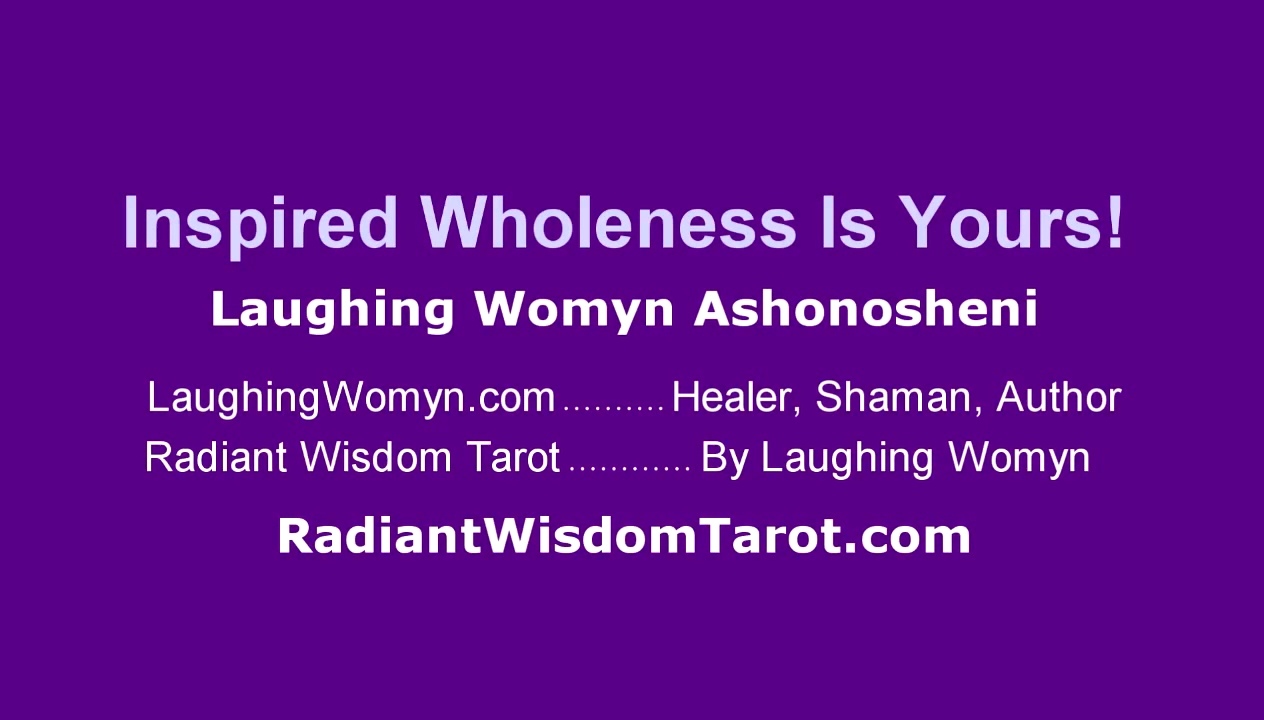 Inspired Wholeness Is Yours!
Laughing Womyn Ashonosheni
LaughingWomyn.com .......... Healer, Shaman, Author
Radiant Wisdom Tarot ............ By Laughing Womyn
RadiantWisdomTarot.com